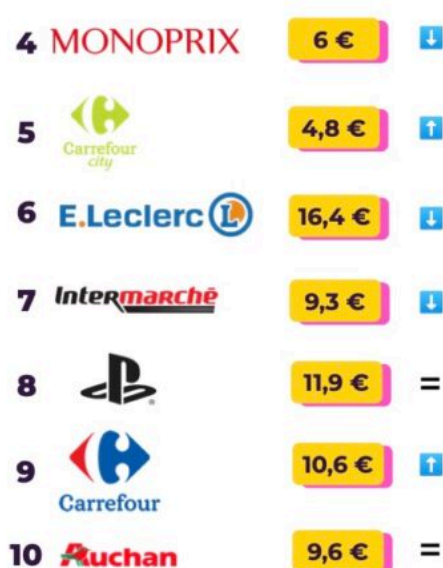 4 MONOPRIX 6 €
5 Carrefour city 4,8 €
6 E.Leclerc L 16,4 €
7 Intermarchē 9,3 €
8 11,9 € =
9 Carrefour 10,6 €
10 Auchan 9,6 € =